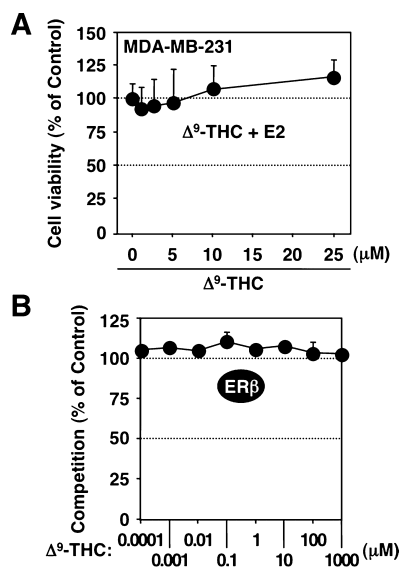 A
MDA-MB-231
Cell viability (% of Control)
150
125
100
75
50
25
0
Δ⁹-THC + E2
0 5 10 15 20 25 (μM)
Δ⁹-THC
B
Competition (% of Control)
125
100
75
50
25
0
ERβ
0.0001 0.01 1 100
Δ⁹-THC: 0.001 0.1 10 1000 (μM)